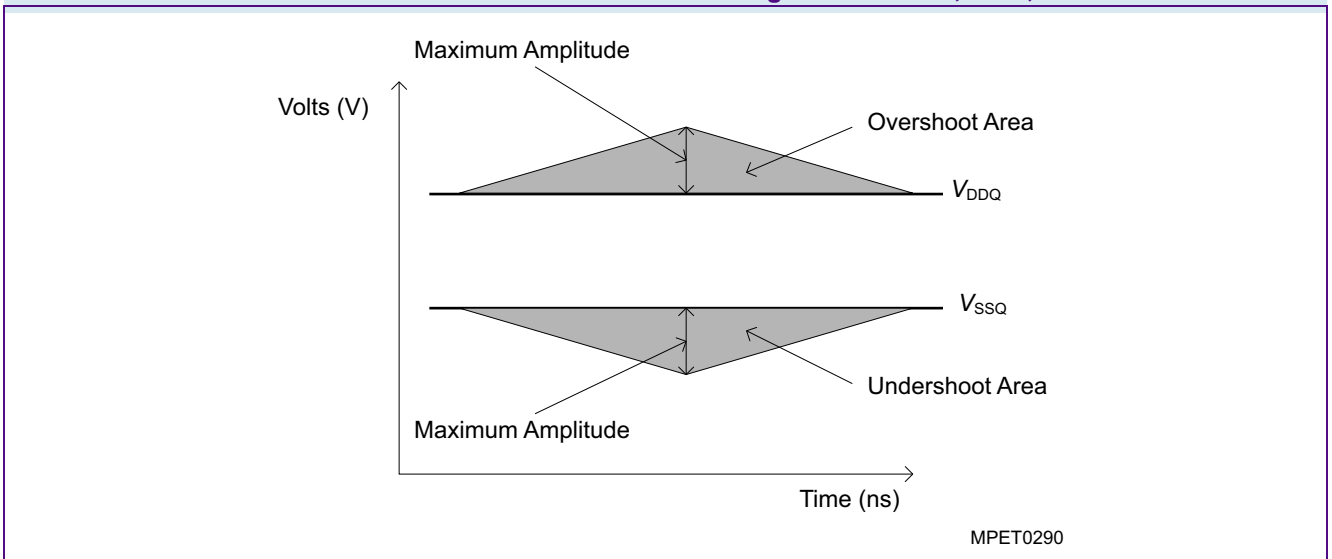 Maximum Amplitude
Volts (V)
Overshoot Area
VDDQ
VSSQ
Undershoot Area
Maximum Amplitude
Time (ns)
MPET0290